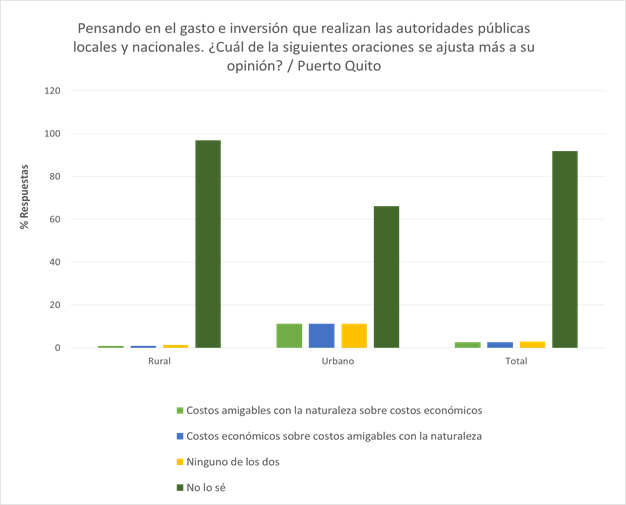 Pensando en el gasto e inversión que realizan las autoridades públicas
locales y nacionales. ¿Cuál de la siguientes oraciones se ajusta más a su
opinión? / Puerto Quito
% Respuestas
120
100
80
60
40
20
0
Rural
Urbano
Total
Costos amigables con la naturaleza sobre costos económicos
Costos económicos sobre costos amigables con la naturaleza
Ninguno de los dos
No lo sé